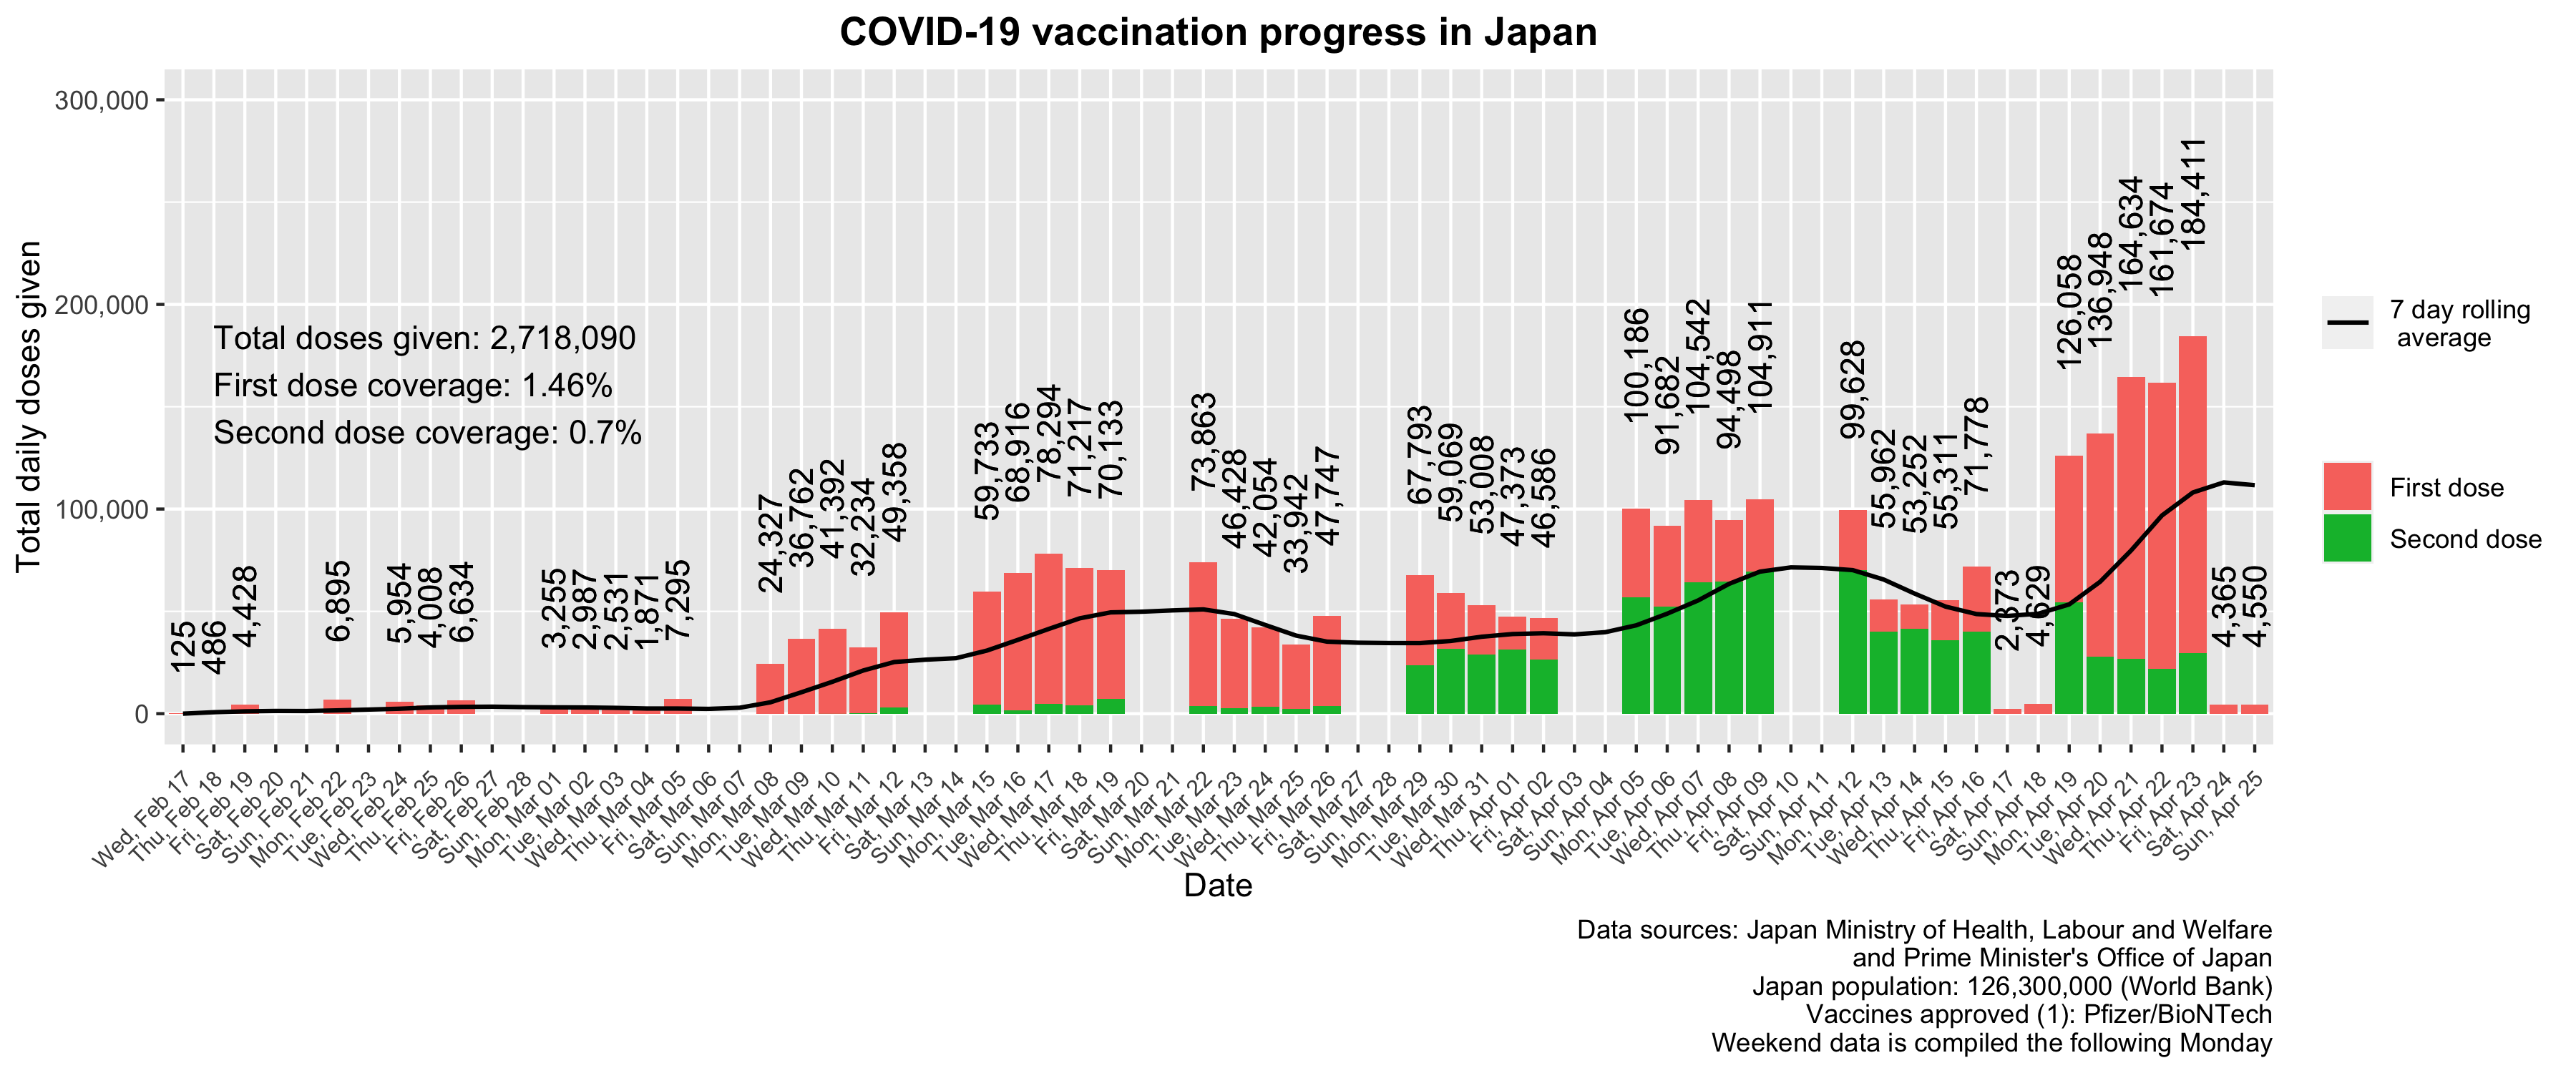 COVID-19 vaccination progress in Japan
Total daily doses given
300,000
200,000
100,000
0
Total doses given: 2,718,090
First dose coverage: 1.46%
Second dose coverage: 0.7%
125
486
4,428
6,895
5,954
4,008
6,634
3,255
2,987
2,531
1,871
7,295
24,327
36,762
41,392
32,234
49,358
59,733
68,916
78,294
71,217
70,133
73,863
46,428
42,054
33,942
47,747
67,793
59,069
53,008
47,373
46,586
100,186
91,682
104,542
94,498
104,911
99,628
55,962
53,252
55,311
71,778
2,373
4,629
126,058
136,948
164,634
161,674
184,411
4,365
4,550
7 day rolling
average
First dose
Second dose
Wed, Feb 17
Thu, Feb 18
Fri, Feb 19
Sat, Feb 20
Sun, Feb 21
Mon, Feb 22
Tue, Feb 23
Wed, Feb 24
Thu, Feb 25
Fri, Feb 26
Sat, Feb 27
Sun, Feb 28
Mon, Mar 01
Tue, Mar 02
Wed, Mar 03
Thu, Mar 04
Fri, Mar 05
Sat, Mar 06
Sun, Mar 07
Mon, Mar 08
Tue, Mar 09
Wed, Mar 10
Thu, Mar 11
Fri, Mar 12
Sat, Mar 13
Sun, Mar 14
Mon, Mar 15
Tue, Mar 16
Wed, Mar 17
Thu, Mar 18
Fri, Mar 19
Sat, Mar 20
Sun, Mar 21
Mon, Mar 22
Tue, Mar 23
Wed, Mar 24
Thu, Mar 25
Fri, Mar 26
Sat, Mar 27
Sun, Mar 28
Mon, Mar 29
Tue, Mar 30
Wed, Mar 31
Thu, Apr 01
Fri, Apr 02
Sat, Apr 03
Sun, Apr 04
Mon, Apr 05
Tue, Apr 06
Wed, Apr 07
Thu, Apr 08
Fri, Apr 09
Sat, Apr 10
Sun, Apr 11
Mon, Apr 12
Tue, Apr 13
Wed, Apr 14
Thu, Apr 15
Fri, Apr 16
Sat, Apr 17
Sun, Apr 18
Mon, Apr 19
Tue, Apr 20
Wed, Apr 21
Thu, Apr 22
Fri, Apr 23
Sat, Apr 24
Sun, Apr 25
Date
Data sources: Japan Ministry of Health, Labour and Welfare
and Prime Minister's Office of Japan
Japan population: 126,300,000 (World Bank)
Vaccines approved (1): Pfizer/BioNTech
Weekend data is compiled the following Monday